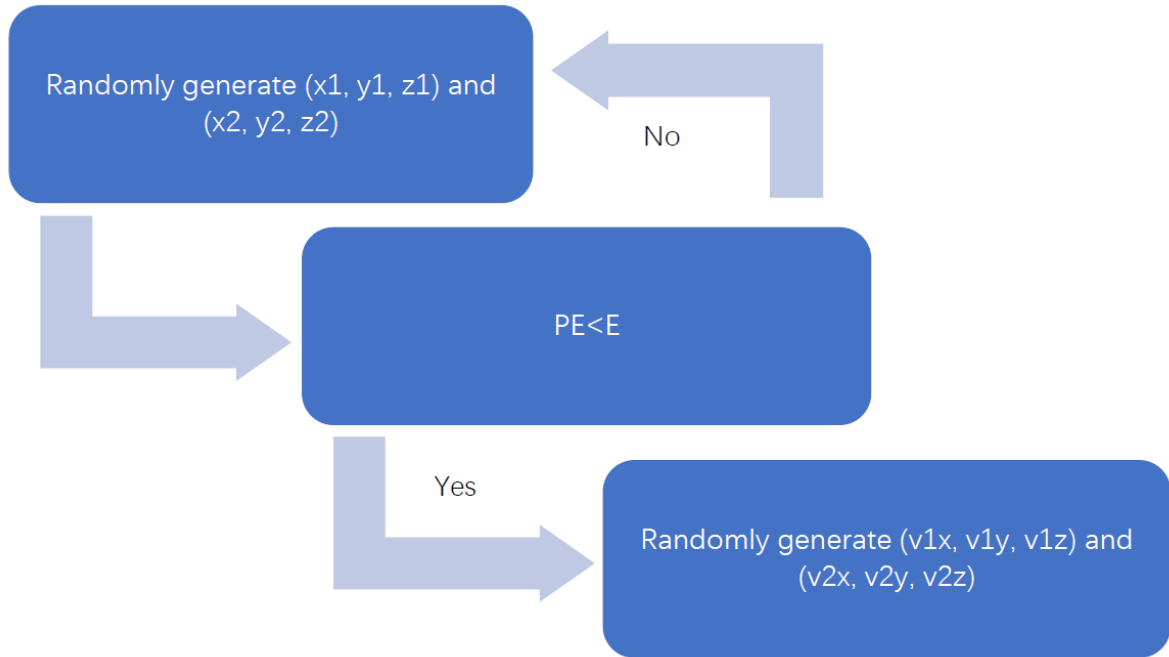 Randomly generate (x1, y1, z1) and
(x2, y2, z2)
No
PE<E
Yes
Randomly generate (v1x, v1y, v1z) and
(v2x, v2y, v2z)